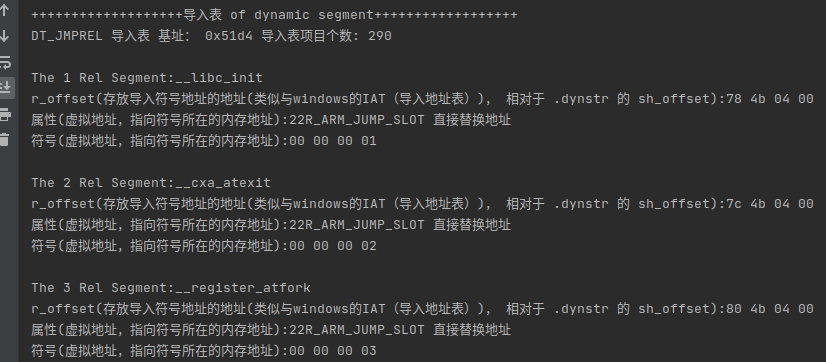 +++++++++++++++++++导入表 of dynamic segment++++++++++++++++++
DT_JMPREL 导入表 基址： 0x51d4 导入表项目个数: 290
The 1 Rel Segment:__libc_init
r_offset(存放导入符号地址的地址(类似与windows的IAT（导入地址表）)， 相对于 .dynstr 的 sh_offset):78 4b 04 00
属性(虚拟地址，指向符号所在的内存地址):22R_ARM_JUMP_SLOT 直接替换地址
符号(虚拟地址，指向符号所在的内存地址):00 00 00 01
The 2 Rel Segment:__cxa_atexit
r_offset(存放导入符号地址的地址(类似与windows的IAT（导入地址表）)， 相对于 .dynstr 的 sh_offset):7c 4b 04 00
属性(虚拟地址，指向符号所在的内存地址):22R_ARM_JUMP_SLOT 直接替换地址
符号(虚拟地址，指向符号所在的内存地址):00 00 00 02
The 3 Rel Segment:__register_atfork
r_offset(存放导入符号地址的地址(类似与windows的IAT（导入地址表）)， 相对于 .dynstr 的 sh_offset):80 4b 04 00
属性(虚拟地址，指向符号所在的内存地址):22R_ARM_JUMP_SLOT 直接替换地址
符号(虚拟地址，指向符号所在的内存地址):00 00 00 03